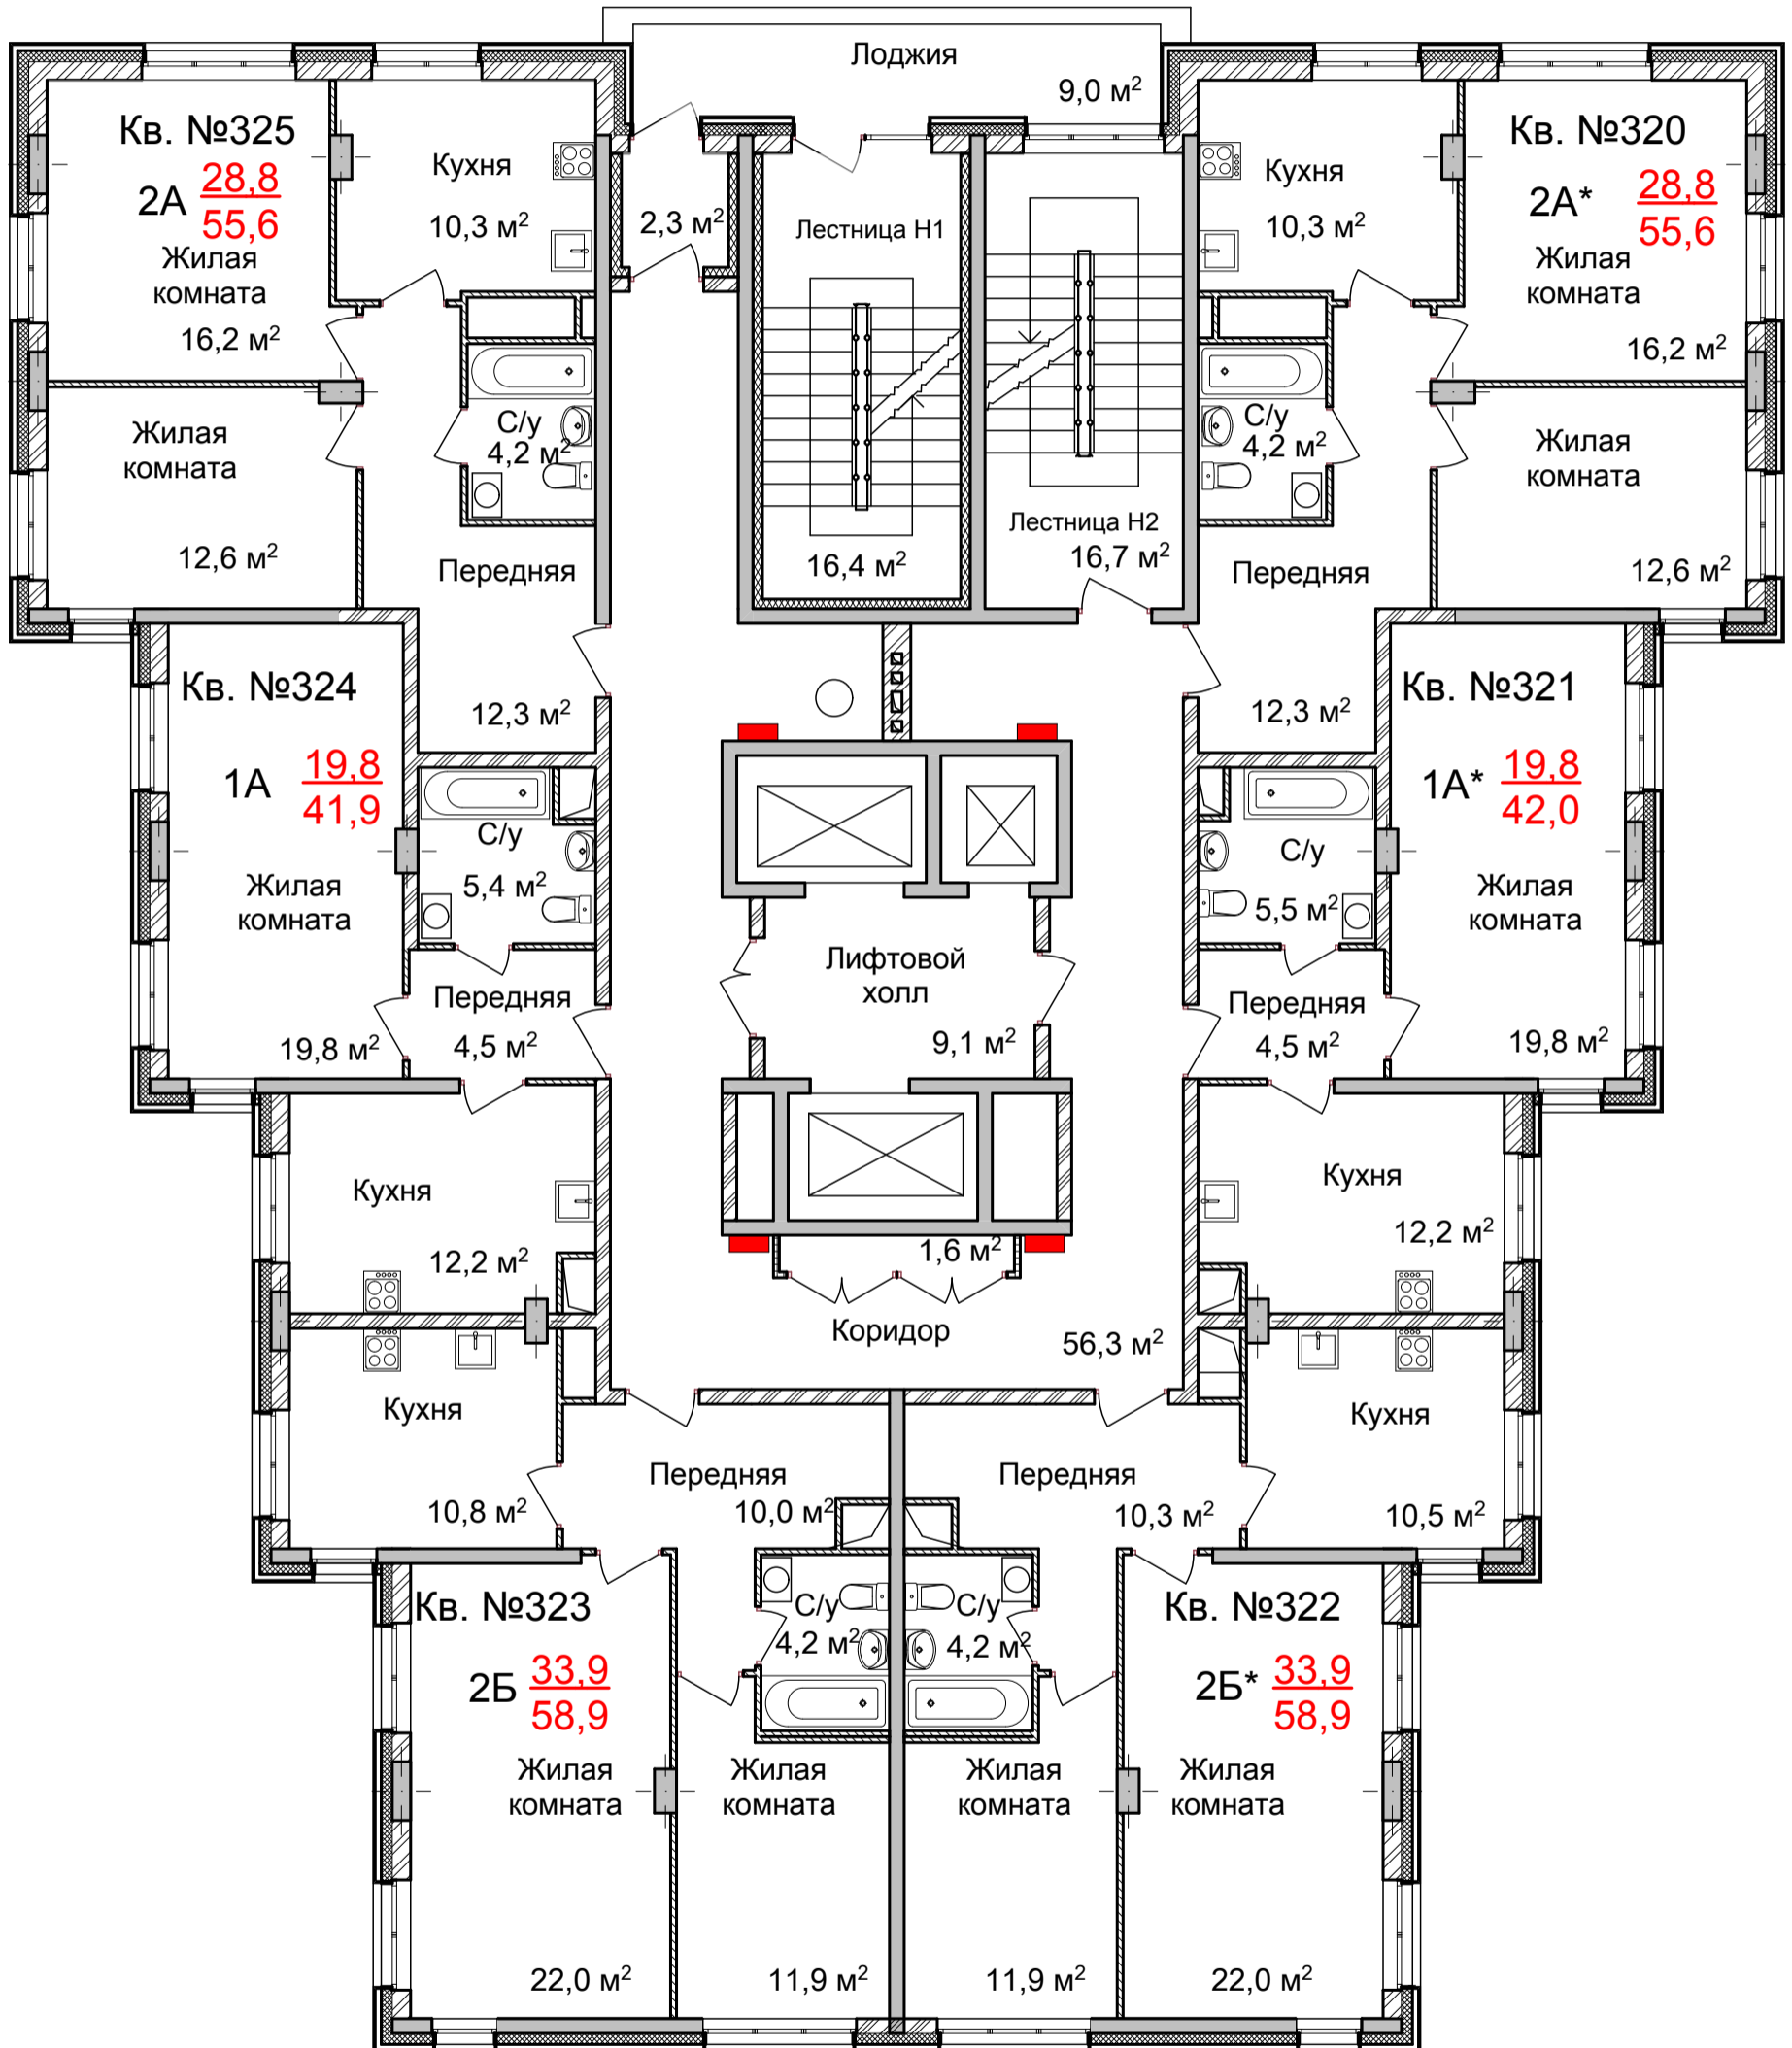 Лоджия
9,0 м²
Кв. №325
2А 28,8
55,6
Жилая
комната
16,2 м²
Кухня
10,3 м²
2,3 м²
Лестница Н1
16,4 м²
Лестница Н2
16,7 м²
Кухня
10,3 м²
Кв. №320
2А* 28,8
55,6
Жилая
комната
16,2 м²
Жилая
комната
12,6 м²
С/у
4,2 м²
Передняя
12,3 м²
С/у
4,2 м²
Передняя
12,3 м²
Жилая
комната
12,6 м²
Кв. №324
1А 19,8
41,9
Жилая
комната
19,8 м²
С/у
5,4 м²
Передняя
4,5 м²
Лифтовой
холл
9,1 м²
С/у
5,5 м²
Передняя
4,5 м²
Кв. №321
1А* 19,8
42,0
Жилая
комната
19,8 м²
Кухня
12,2 м²
1,6 м²
Коридор
56,3 м²
Кухня
12,2 м²
Кухня
10,8 м²
Передняя
10,0 м²
Передняя
10,3 м²
Кухня
10,5 м²
Кв. №323
2Б 33,9
58,9
Жилая
комната
22,0 м²
С/у
4,2 м²
Жилая
комната
11,9 м²
С/у
4,2 м²
Жилая
комната
11,9 м²
Кв. №322
2Б* 33,9
58,9
Жилая
комната
22,0 м²